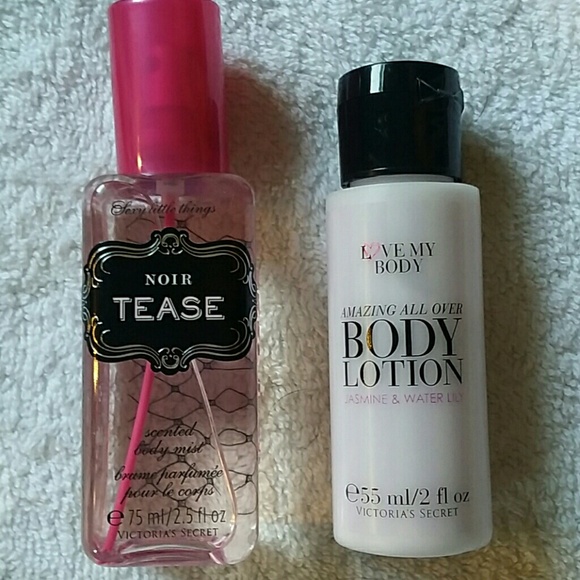 Sexy little things
NOIR
TEASE
scented
body mist
brume parfumée
pour le corps
e 75 ml/2.5 fl oz
VICTORIA'S SECRET
LOVE MY
BODY
AMAZING ALL OVER
BODY
LOTION
JASMINE & WATER LILY
e 55 ml/2 fl oz
VICTORIA'S SECRET